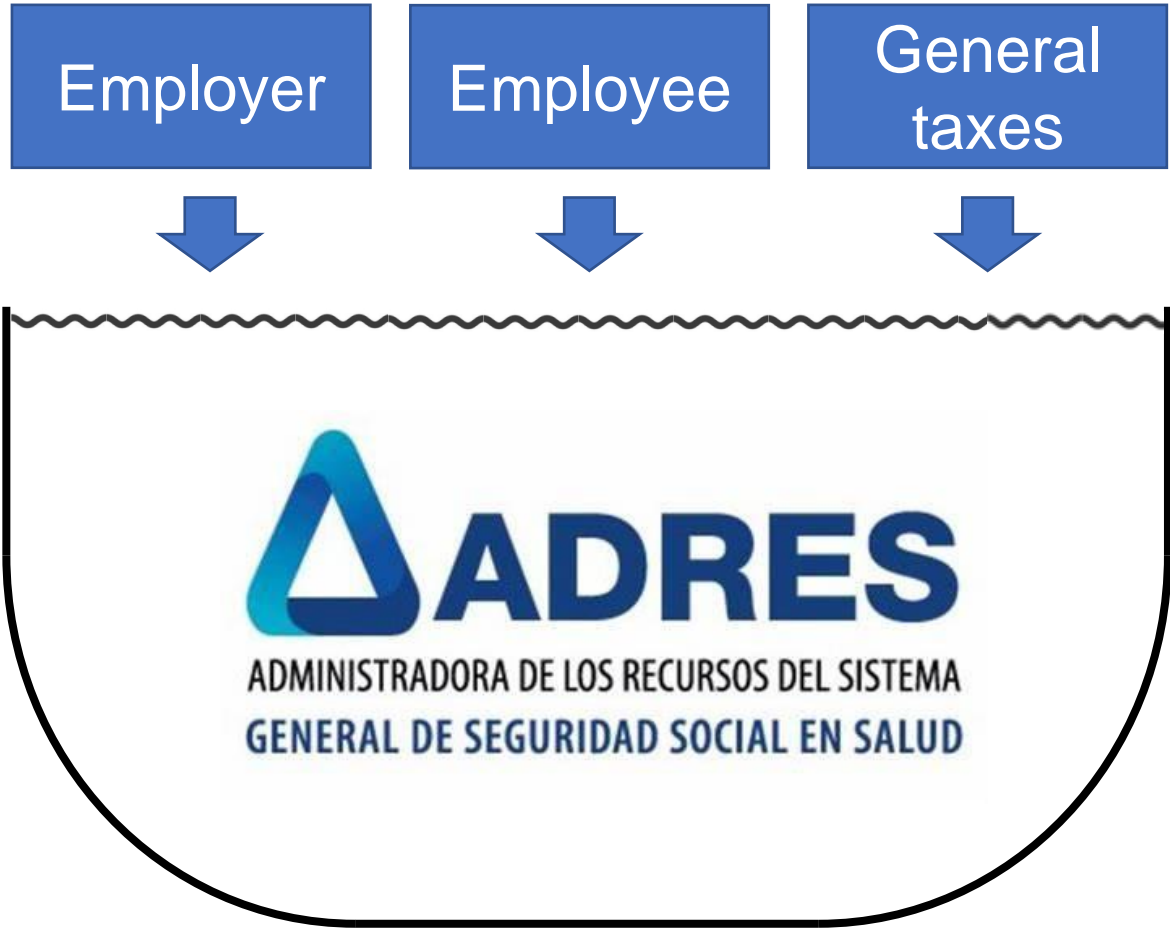 Employer
Employee
General
taxes
ADRES
ADMINISTRADORA DE LOS RECURSOS DEL SISTEMA
GENERAL DE SEGURIDAD SOCIAL EN SALUD